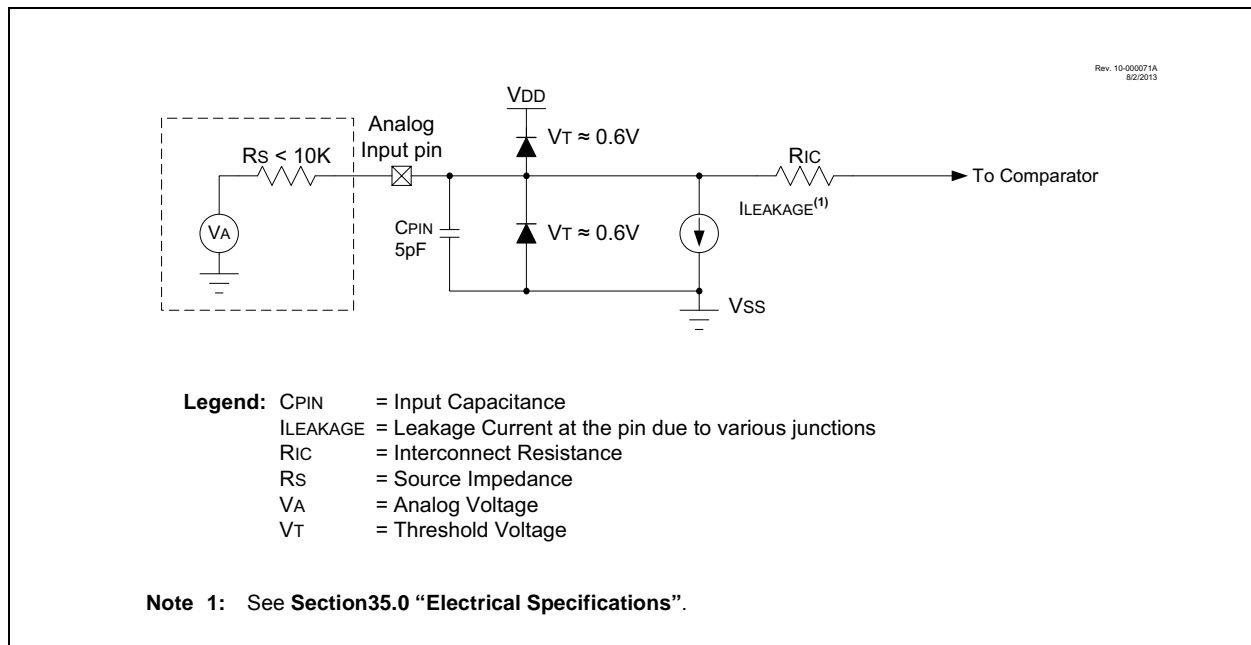 Rev. 10-000071A
8/2/2013
VDD
Analog
Input pin
VT ≈ 0.6V
RS < 10K
RIC
To Comparator
ILEAKAGE(1)
VA
CPIN
5pF
VT ≈ 0.6V
VSS
Legend: CPIN = Input Capacitance
ILEAKAGE = Leakage Current at the pin due to various junctions
RIC = Interconnect Resistance
RS = Source Impedance
VA = Analog Voltage
VT = Threshold Voltage
Note 1: See Section35.0 “Electrical Specifications”.